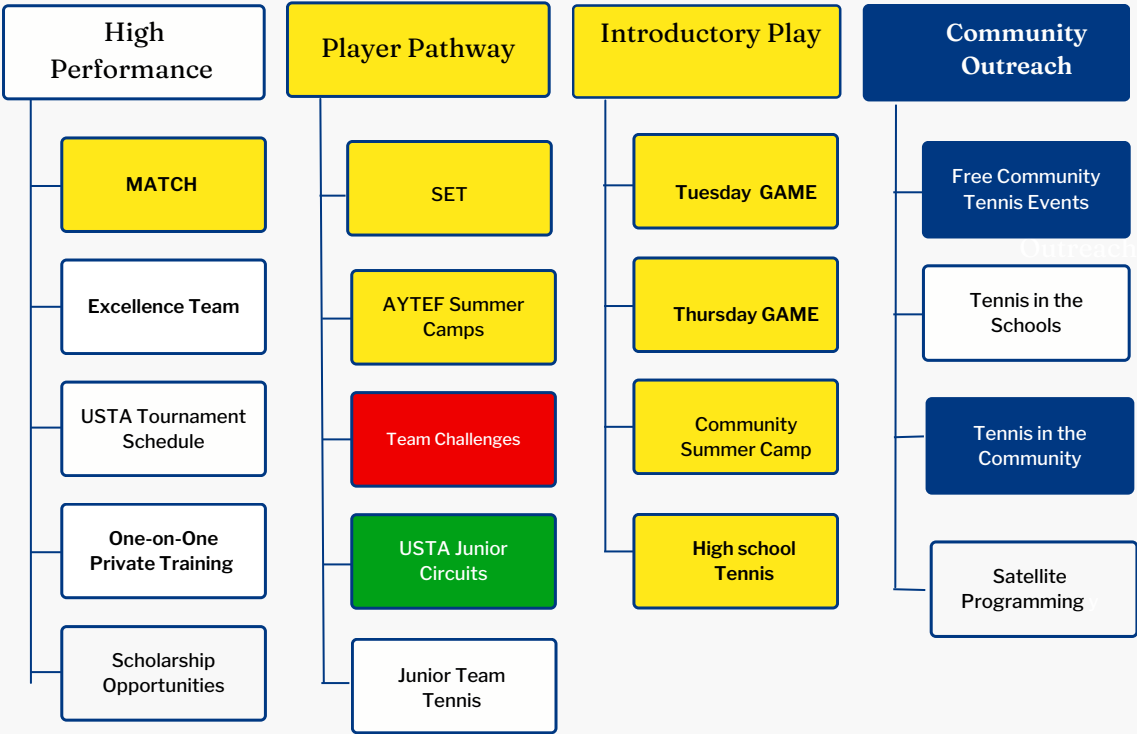 High
Performance
MATCH
Excellence Team
USTA Tournament
Schedule
One-on-One
Private Training
Scholarship
Opportunities
Player Pathway
SET
AYTEF Summer
Camps
Team Challenges
USTA Junior
Circuits
Junior Team
Tennis
Introductory Play
Tuesday GAME
Thursday GAME
Community
Summer Camp
High school
Tennis
Community
Outreach
Free Community
Tennis Events
Outreach
Tennis in the
Schools
Tennis in the
Community
Satellite
Programming